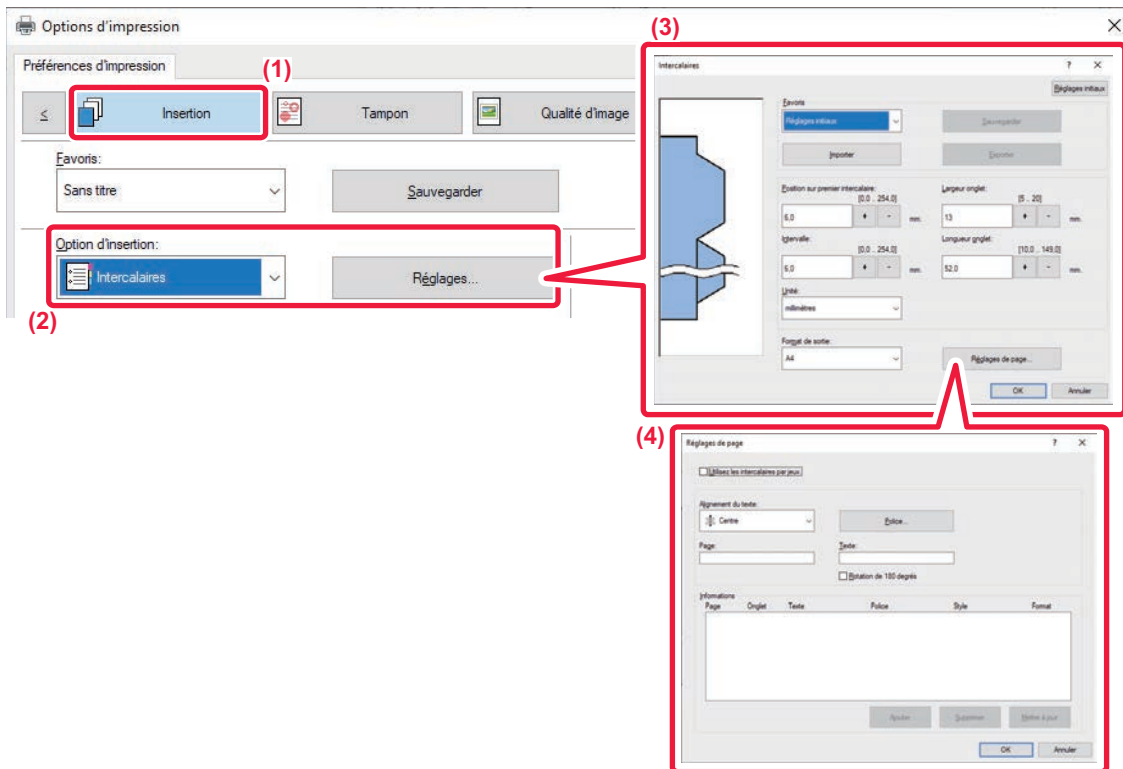 Options d'impression
Préférences d'impression
(1)
<
Insertion
Tampon
Qualité d'image
Favoris:
Sans titre
Sauvegarder
Option d'insertion:
Intercalaires
Réglages...
(2)
(3)
Intercalaires
? ×
Réglages initiaux
Favoris
Réglages initiaux
Sauvegarder
Importer
Exporter
Position sur premier intercalaire:
[0,0 .. 254,0]
6,0
+ -
mm.
Largeur onglet:
[5 .. 20]
13
+ -
mm.
Intervalle:
[0,0 .. 254,0]
6,0
+ -
mm.
Longueur onglet:
[10,0 .. 149,0]
52,0
+ -
mm.
Unité:
millimètres
Format de sortie:
A4
Réglages de page...
OK
Annuler
(4)
Réglages de page
? ×
Utilisez les intercalaires par jeux
Alignement du texte:
Centre
Police...
Page:
Texte:
Rotation de 180 degrés
Informations
Page Onglet Texte Police Style Format
Ajouter
Supprimer
Mettre à jour
OK
Annuler